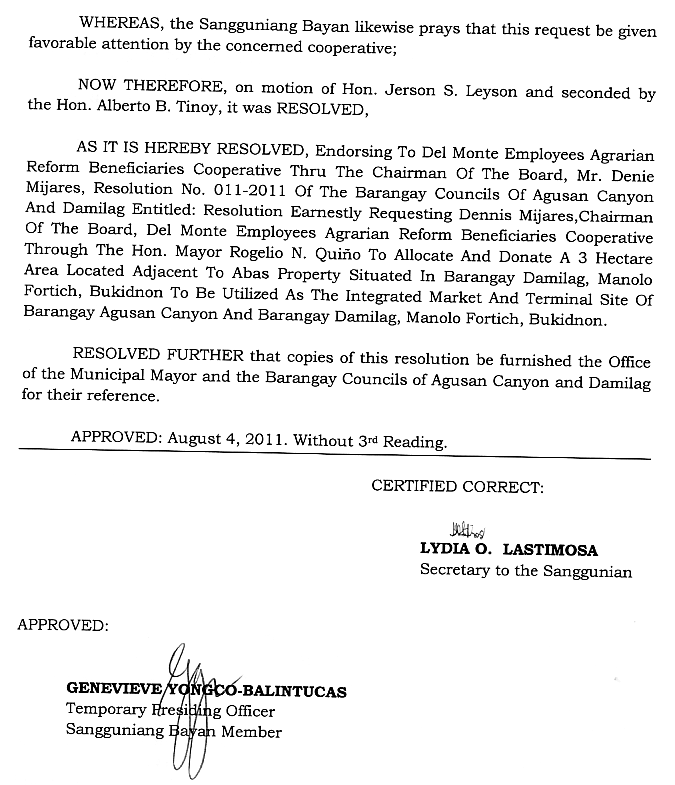 WHEREAS, the Sangguniang Bayan likewise prays that this request be given
favorable attention by the concerned cooperative;
NOW THEREFORE, on motion of Hon. Jerson S. Leyson and seconded by
the Hon. Alberto B. Tinoy, it was RESOLVED,
AS IT IS HEREBY RESOLVED, Endorsing To Del Monte Employees Agrarian
Reform Beneficiaries Cooperative Thru The Chairman Of The Board, Mr. Denie
Mijares, Resolution No. 011-2011 Of The Barangay Councils Of Agusan Canyon
And Damilag Entitled: Resolution Earnestly Requesting Dennis Mijares,Chairman
Of The Board, Del Monte Employees Agrarian Reform Beneficiaries Cooperative
Through The Hon. Mayor Rogelio N. Quiño To Allocate And Donate A 3 Hectare
Area Located Adjacent To Abas Property Situated In Barangay Damilag, Manolo
Fortich, Bukidnon To Be Utilized As The Integrated Market And Terminal Site Of
Barangay Agusan Canyon And Barangay Damilag, Manolo Fortich, Bukidnon.
RESOLVED FURTHER that copies of this resolution be furnished the Office
of the Municipal Mayor and the Barangay Councils of Agusan Canyon and Damilag
for their reference.
APPROVED: August 4, 2011. Without 3rd Reading.
CERTIFIED CORRECT:
LYDIA O. LASTIMOSA
Secretary to the Sanggunian
APPROVED:
GENEVIEVE YONGCO-BALINTUCAS
Temporary Presiding Officer
Sangguniang Bayan Member